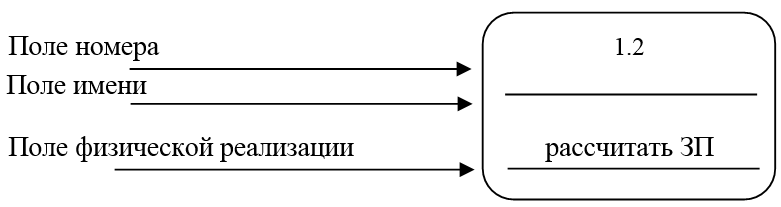 Поле номера
1.2
Поле имени
Поле физической реализации
рассчитать ЗП